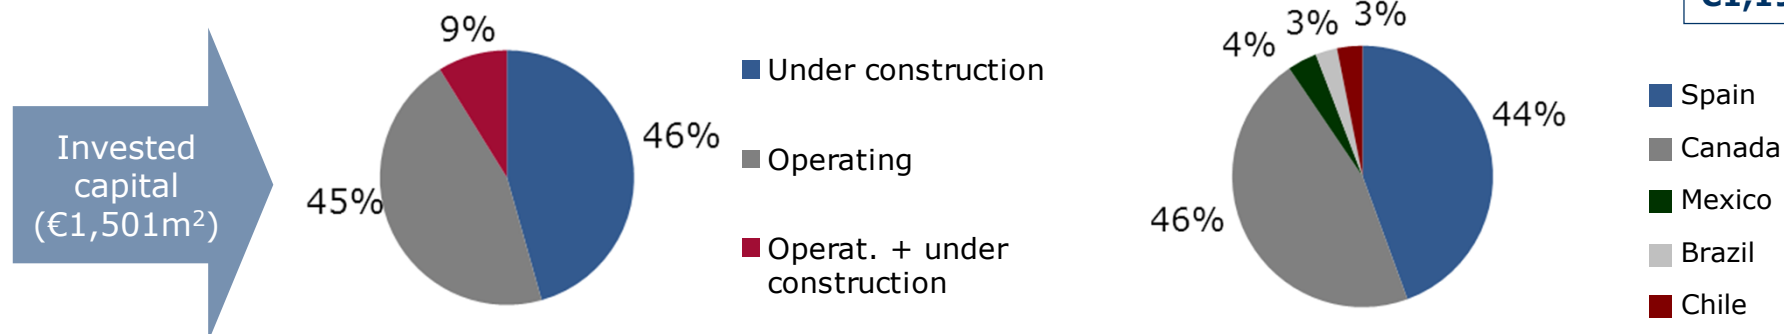 Invested
capital
(€1,501m²)
9%
46%
45%
Under construction
Operating
Operat. + under
construction
4%
3%
3%
44%
46%
Spain
Canada
Mexico
Brazil
Chile